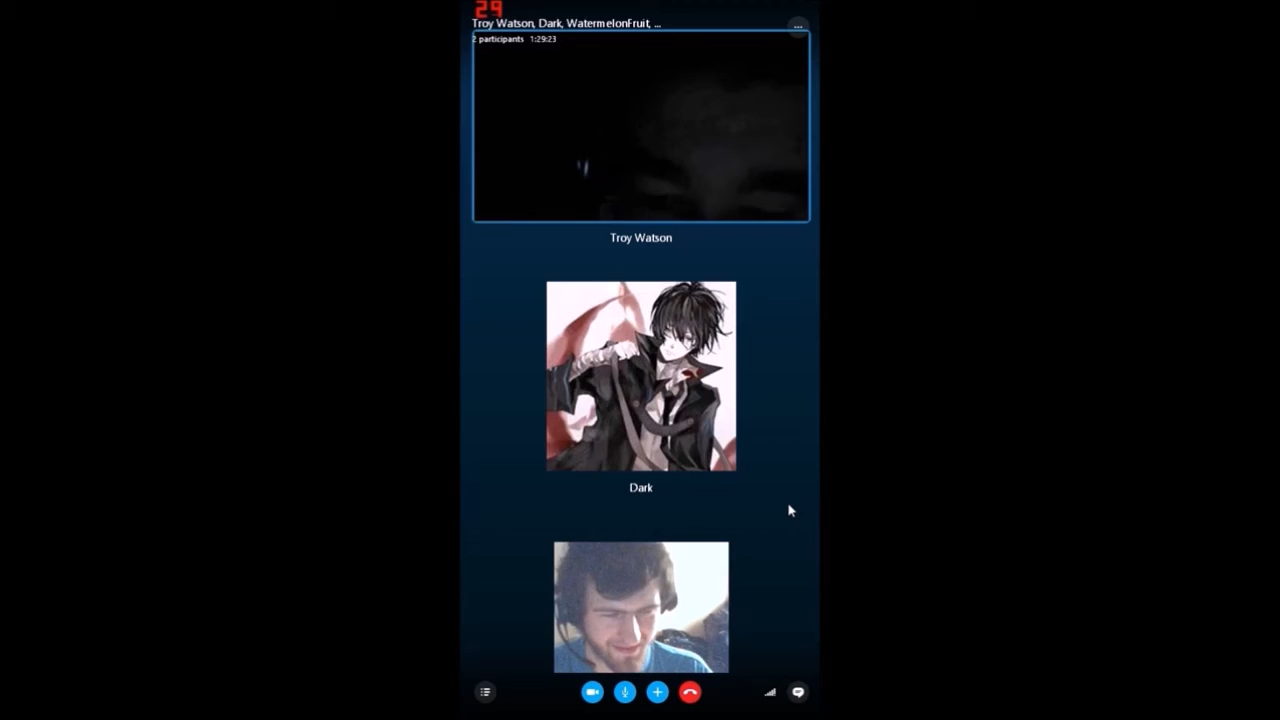 29
Troy Watson, Dark, WatermelonFruit, ...
2 participants 1:29:23
Troy Watson
Dark